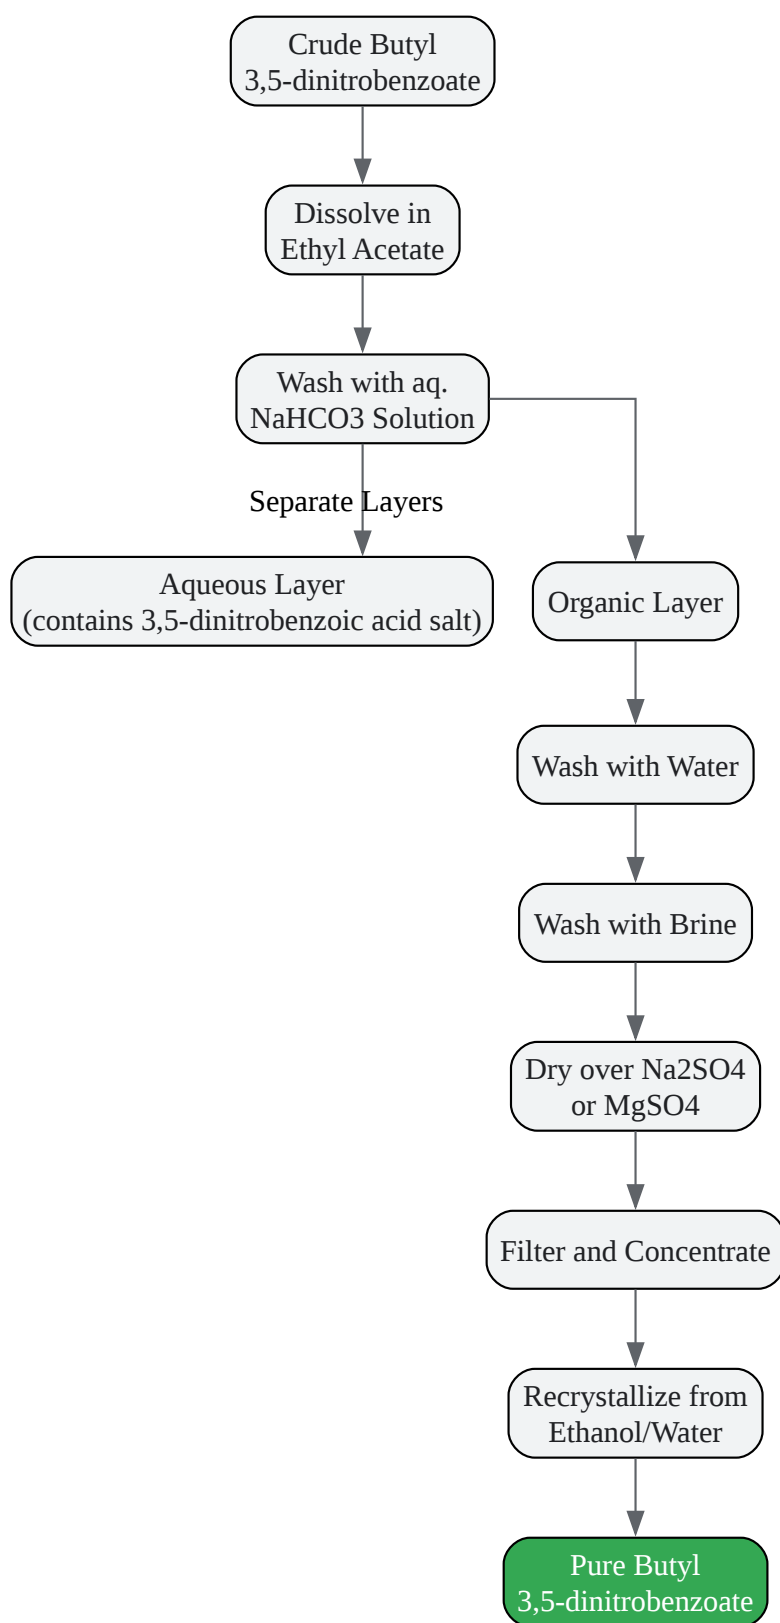 Crude Butyl
3,5-dinitrobenzoate
Dissolve in
Ethyl Acetate
Wash with aq.
NaHCO3 Solution
Separate Layers
Aqueous Layer
(contains 3,5-dinitrobenzoic acid salt)
Organic Layer
Wash with Water
Wash with Brine
Dry over Na2SO4
or MgSO4
Filter and Concentrate
Recrystallize from
Ethanol/Water
Pure Butyl
3,5-dinitrobenzoate